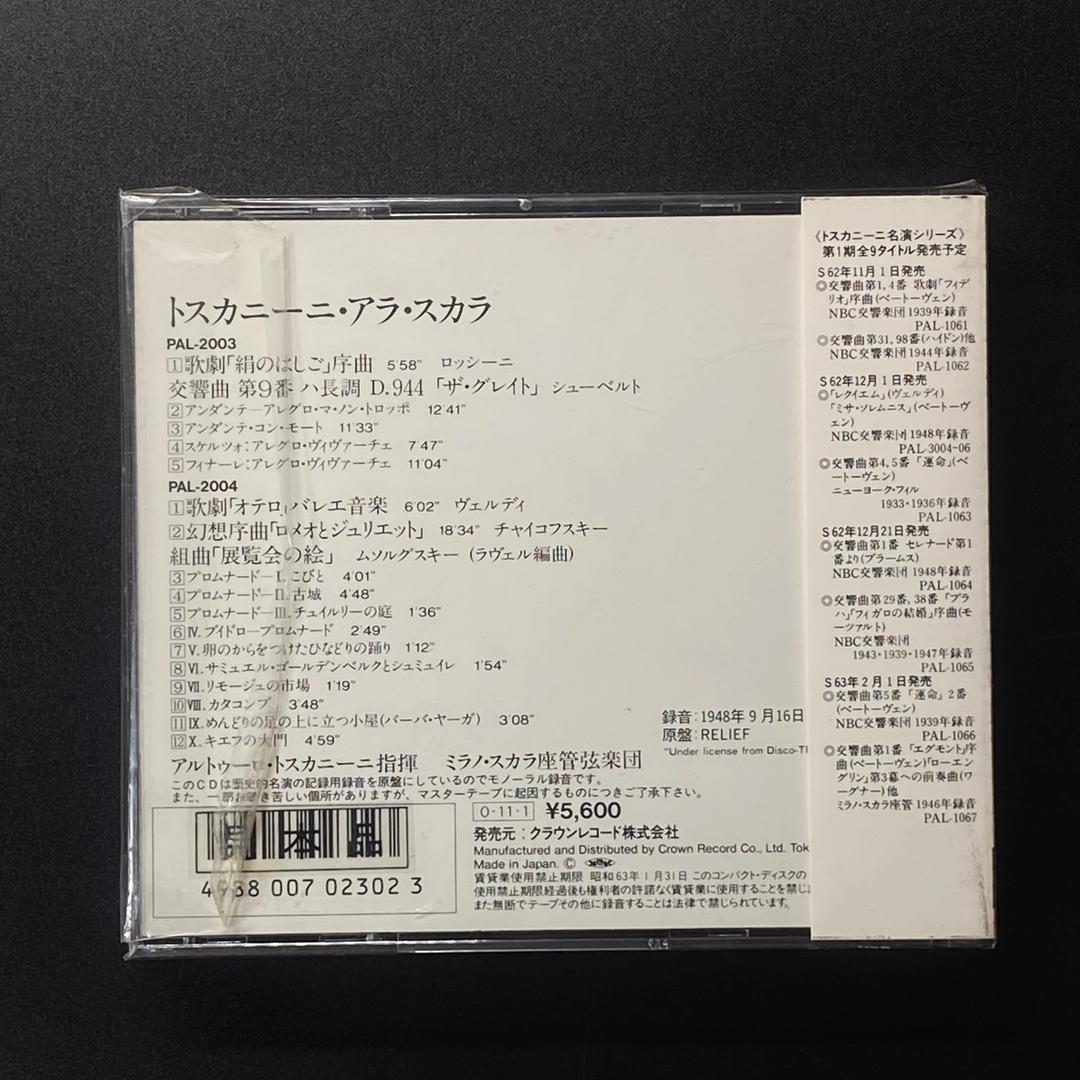 トスカニーニ・アラ・スカラ
PAL-2003
1 歌劇「絹のはしご」序曲 5'58" ロッシーニ
交響曲 第9番 ハ長調 D.944 「ザ・グレイト」 シューベルト
2 アンダンテ—アレグロ・マ・ノン・トロッポ 12'41"
3 アンダンテ・コン・モート 11'33"
4 スケルツォ:アレグロ・ヴィヴァーチェ 7'47"
5 フィナーレ:アレグロ・ヴィヴァーチェ 11'04"
PAL-2004
1 歌劇「オテロ」バレエ音楽 6'02" ヴェルディ
2 幻想序曲「ロメオとジュリエット」 18'34" チャイコフスキー
組曲「展覧会の絵」 ムソルグスキー (ラヴェル編曲)
3 プロムナード—I. こびと 4'01"
4 プロムナード—II. 古城 4'48"
5 プロムナード—III. チュイルリーの庭 1'36"
6 IV. ブイドロ—プロムナード 2'49"
7 V. 卵のからをつけたひなどりの踊り 1'12"
8 VI. サミュエル・ゴールデンベルクとシュミュイレ 1'54"
9 VII. リモージュの市場 1'19"
10 VIII. カタコンブ 3'48"
11 IX. めんどりの足の上に立つ小屋(バーバ・ヤーガ) 3'08"
12 X. キエフの大門 4'59"
アルトゥーロ・トスカニーニ指揮 ミラノ・スカラ座管弦楽団
このCDは歴史的名演の記録用録音を原盤にしているのでモノーラル録音です。
また、一部お聴き苦しい個所がありますが、マスターテープに起因するものにつきご了承下さい。
録音:1948年9月16日
原盤:RELIEF
"Under license from Disco-Th
見本品
4988 007 02302 3
0・11・1 ¥5,600
発売元:クラウンレコード株式会社
Manufactured and Distributed by Crown Record Co., Ltd. Tok
Made in Japan. Ⓒ
賃貸業使用禁止期限 昭和63年1月31日 このコンパクト・ディスクの
使用禁止期限経過後も権利者の許諾なく賃貸業に使用することを禁じ
また無断でテープその他に録音することは法律で禁じられています。
《トスカニーニ名演シリーズ》
第1期全9タイトル発売予定
S62年11月1日発売
◎交響曲第1,4番 歌劇「フィデ
リオ」序曲(ベートーヴェン)
NBC交響楽団 1939年録音
PAL-1061
◎交響曲第31,98番(ハイドン)他
NBC交響楽団 1944年録音
PAL-1062
S62年12月1日発売
◎「レクイエム」(ヴェルディ)
「ミサ・ソレムニス」(ベートーヴ
ェン)
NBC交響楽団 1948年録音
PAL-3004~06
◎交響曲第4,5番「運命」(ベ
ートーヴェン)
ニューヨーク・フィル
1933・1936年録音
PAL-1063
S62年12月21日発売
◎交響曲第1番 セレナード第1
番より(ブラームス)
NBC交響楽団 1948年録音
PAL-1064
◎交響曲第29番,38番「プラ
ハ」「フィガロの結婚」序曲(モ
ーツァルト)
NBC交響楽団
1943・1939・1947年録音
PAL-1065
S63年2月1日発売
◎交響曲第5番「運命」2番
(ベートーヴェン)
NBC交響楽団 1939年録音
PAL-1066
◎交響曲第1番「エグモント」序
曲(ベートーヴェン)「ローエン
グリン」第3幕への前奏曲(ワ
ーグナー)他
ミラノ・スカラ座管 1946年録音
PAL-1067